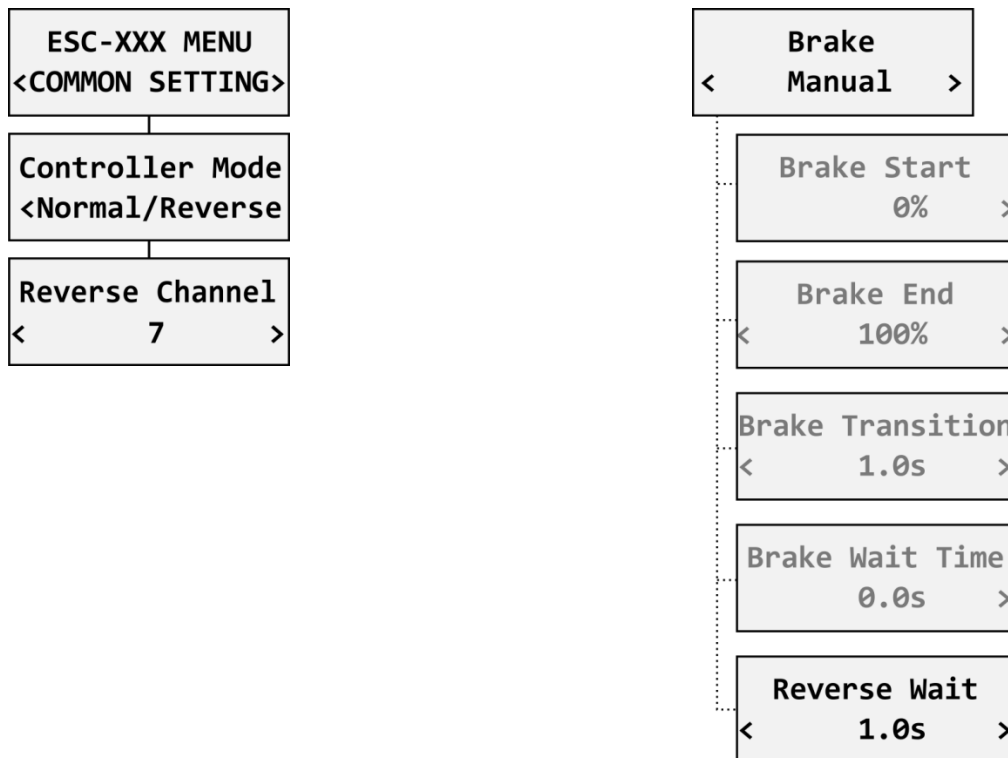 ESC-XXX MENU
<COMMON SETTING>
Controller Mode
<Normal/Reverse
Reverse Channel
< 7 >
Brake
< Manual >
Brake Start
0% >
Brake End
< 100% >
Brake Transition
< 1.0s >
Brake Wait Time
0.0s >
Reverse Wait
< 1.0s >